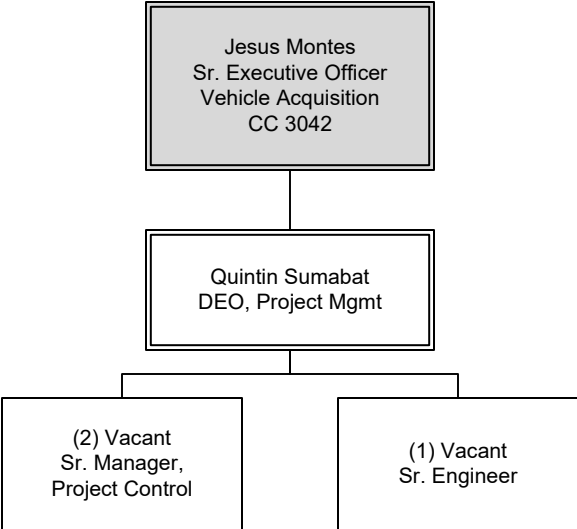 Jesus Montes
Sr. Executive Officer
Vehicle Acquisition
CC 3042
Quintin Sumabat
DEO, Project Mgmt
(2) Vacant
Sr. Manager,
Project Control
(1) Vacant
Sr. Engineer